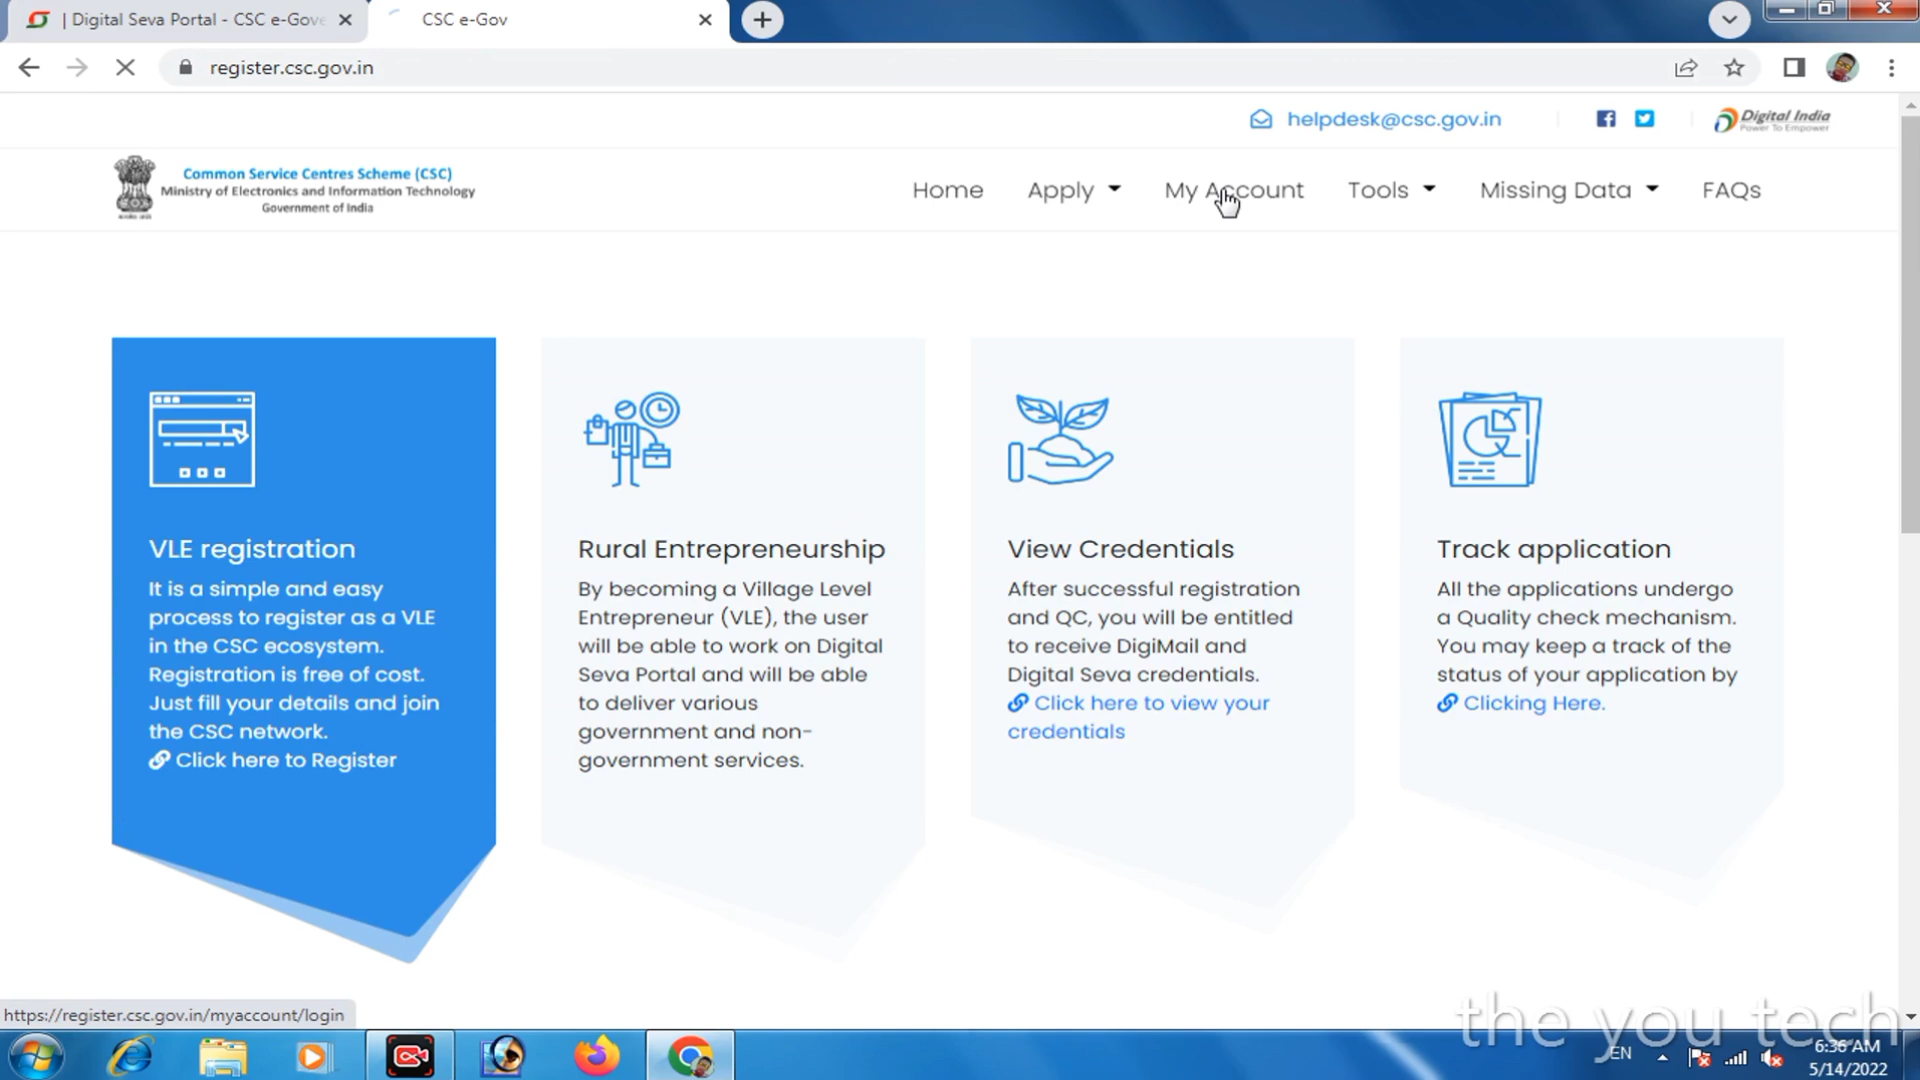 | Digital Seva Portal - CSC e-Gove
CSC e-Gov
register.csc.gov.in
helpdesk@csc.gov.in
Digital India
Power To Empower
Common Service Centres Scheme (CSC)
Ministry of Electronics and Information Technology
Government of India
Home
Apply
My Account
Tools
Missing Data
FAQs
VLE registration
It is a simple and easy
process to register as a VLE
in the CSC ecosystem.
Registration is free of cost.
Just fill your details and join
the CSC network.
Click here to Register
Rural Entrepreneurship
By becoming a Village Level
Entrepreneur (VLE), the user
will be able to work on Digital
Seva Portal and will be able
to deliver various
government and non-
government services.
View Credentials
After successful registration
and QC, you will be entitled
to receive DigiMail and
Digital Seva credentials.
Click here to view your
credentials
Track application
All the applications undergo
a Quality check mechanism.
You may keep a track of the
status of your application by
Clicking Here.
https://register.csc.gov.in/myaccount/login
the you tech
EN
6:36 AM
5/14/2022